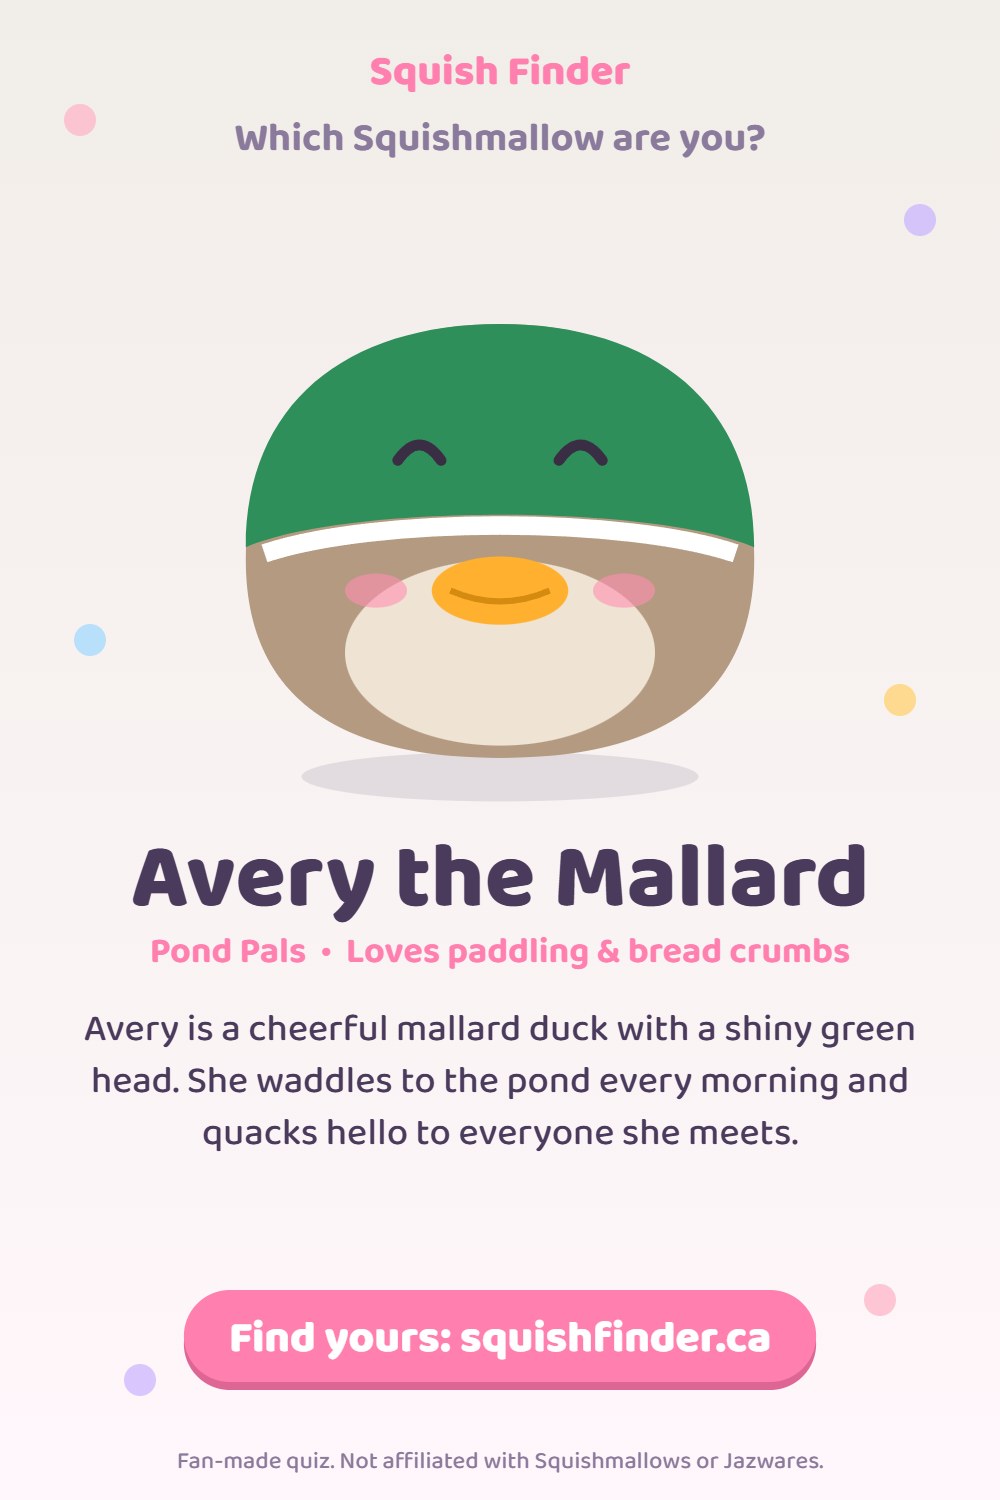 Squish Finder
Which Squishmallow are you?
Avery the Mallard
Pond Pals • Loves paddling & bread crumbs
Avery is a cheerful mallard duck with a shiny green
head. She waddles to the pond every morning and
quacks hello to everyone she meets.
Find yours: squishfinder.ca
Fan-made quiz. Not affiliated with Squishmallows or Jazwares.